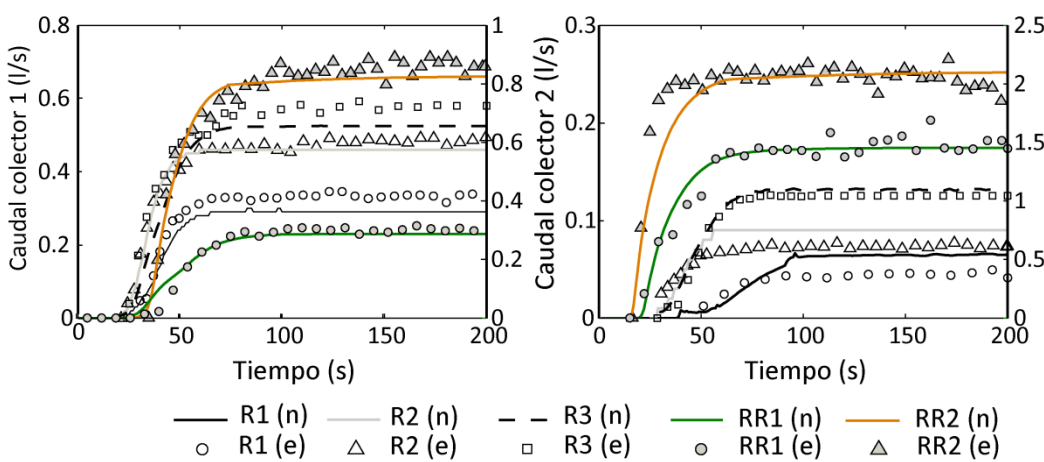 0.8
0.6
0.4
0.2
0
Caudal colector 1 (l/s)
1
0.8
0.6
0.4
0.2
0
0 50 100 150 200
Tiempo (s)
0.3
0.2
0.1
0
Caudal colector 2 (l/s)
2.5
2
1.5
1
0.5
0
0 50 100 150 200
Tiempo (s)
R1 (n) R2 (n) R3 (n) RR1 (n) RR2 (n)
R1 (e) R2 (e) R3 (e) RR1 (e) RR2 (e)